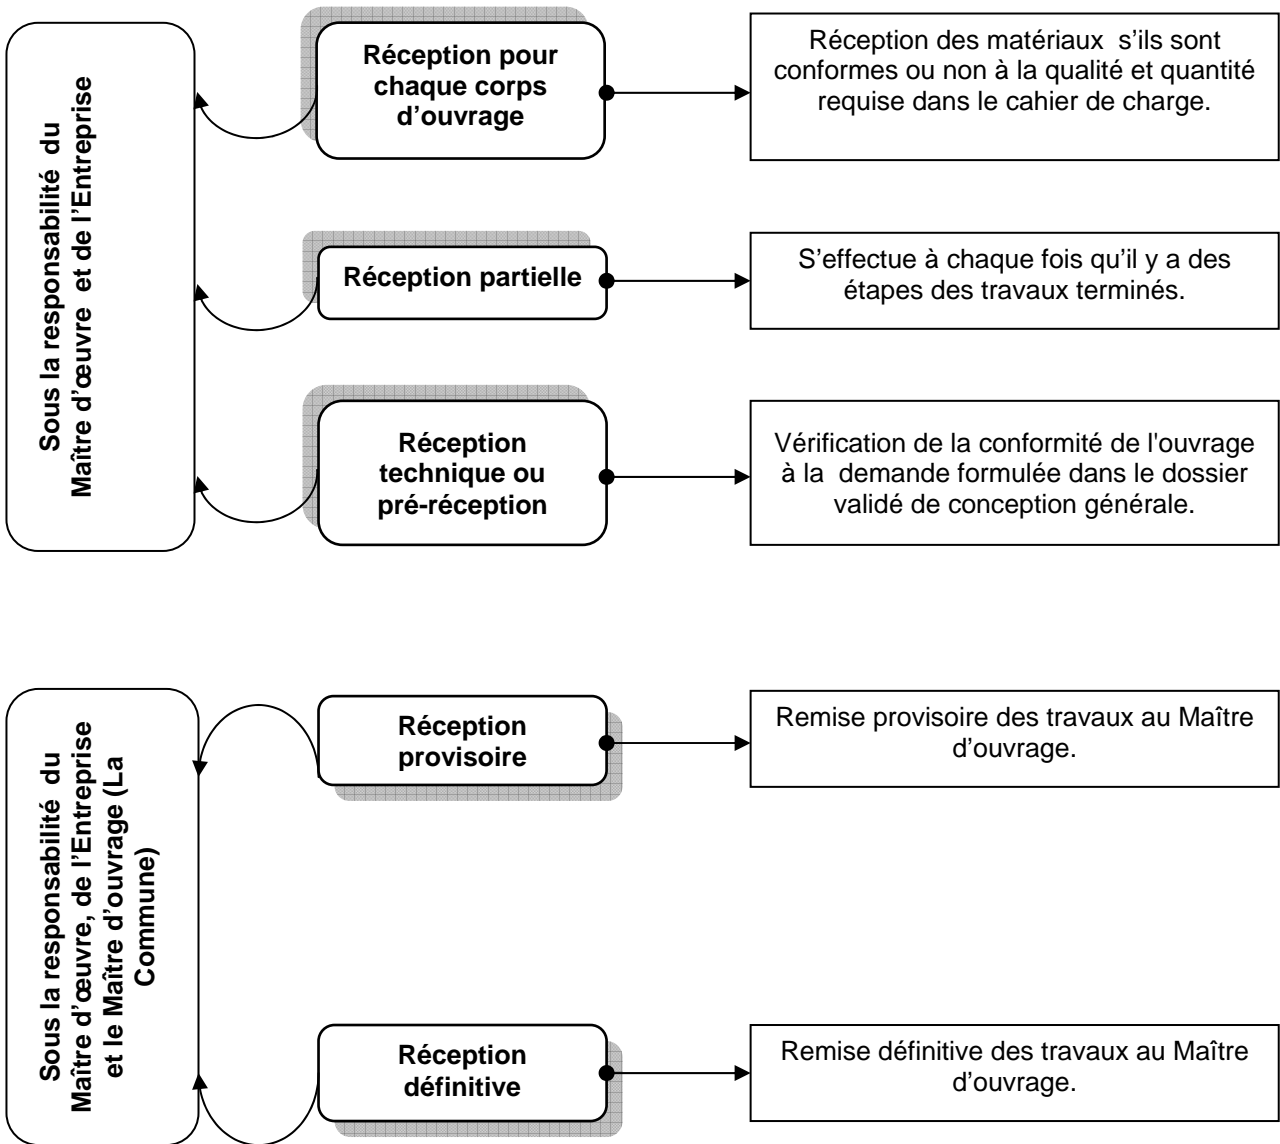 Sous la responsabilité du
Maître d’œuvre et de l’Entreprise
Réception pour
chaque corps
d’ouvrage
Réception des matériaux s’ils sont
conformes ou non à la qualité et quantité
requise dans le cahier de charge.
Réception partielle
S’effectue à chaque fois qu’il y a des
étapes des travaux terminés.
Réception
technique ou
pré-réception
Vérification de la conformité de l'ouvrage
à la demande formulée dans le dossier
validé de conception générale.
Sous la responsabilité du
Maître d’œuvre, de l’Entreprise
et le Maître d’ouvrage (La
Commune)
Réception
provisoire
Remise provisoire des travaux au Maître
d’ouvrage.
Réception
définitive
Remise définitive des travaux au Maître
d’ouvrage.